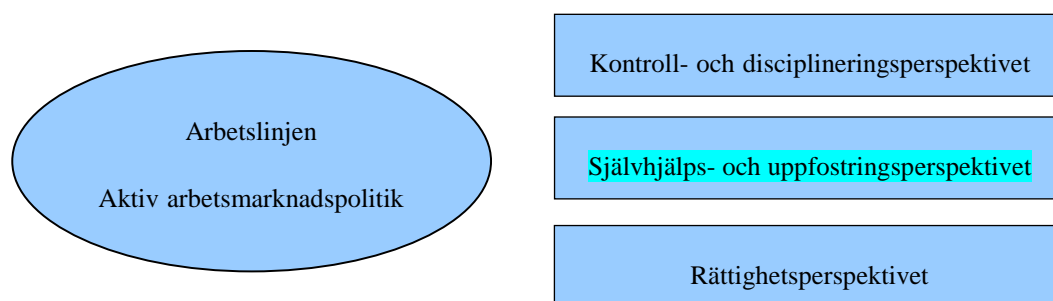 Arbetslinjen
Aktiv arbetsmarknadspolitik
Kontroll- och disciplineringsperspektivet
Självhjälps- och uppfostringsperspektivet
Rättighetsperspektivet